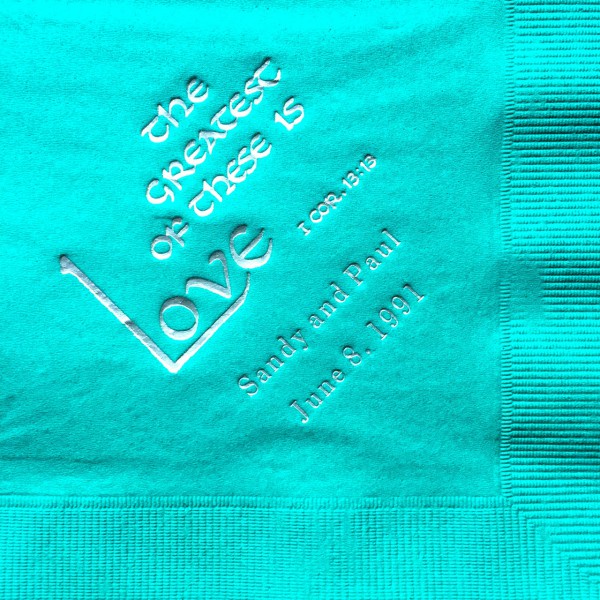 THE
GREATEST
OF THESE IS
Love
I COR. 13:13
Sandy and Paul
June 8, 1991